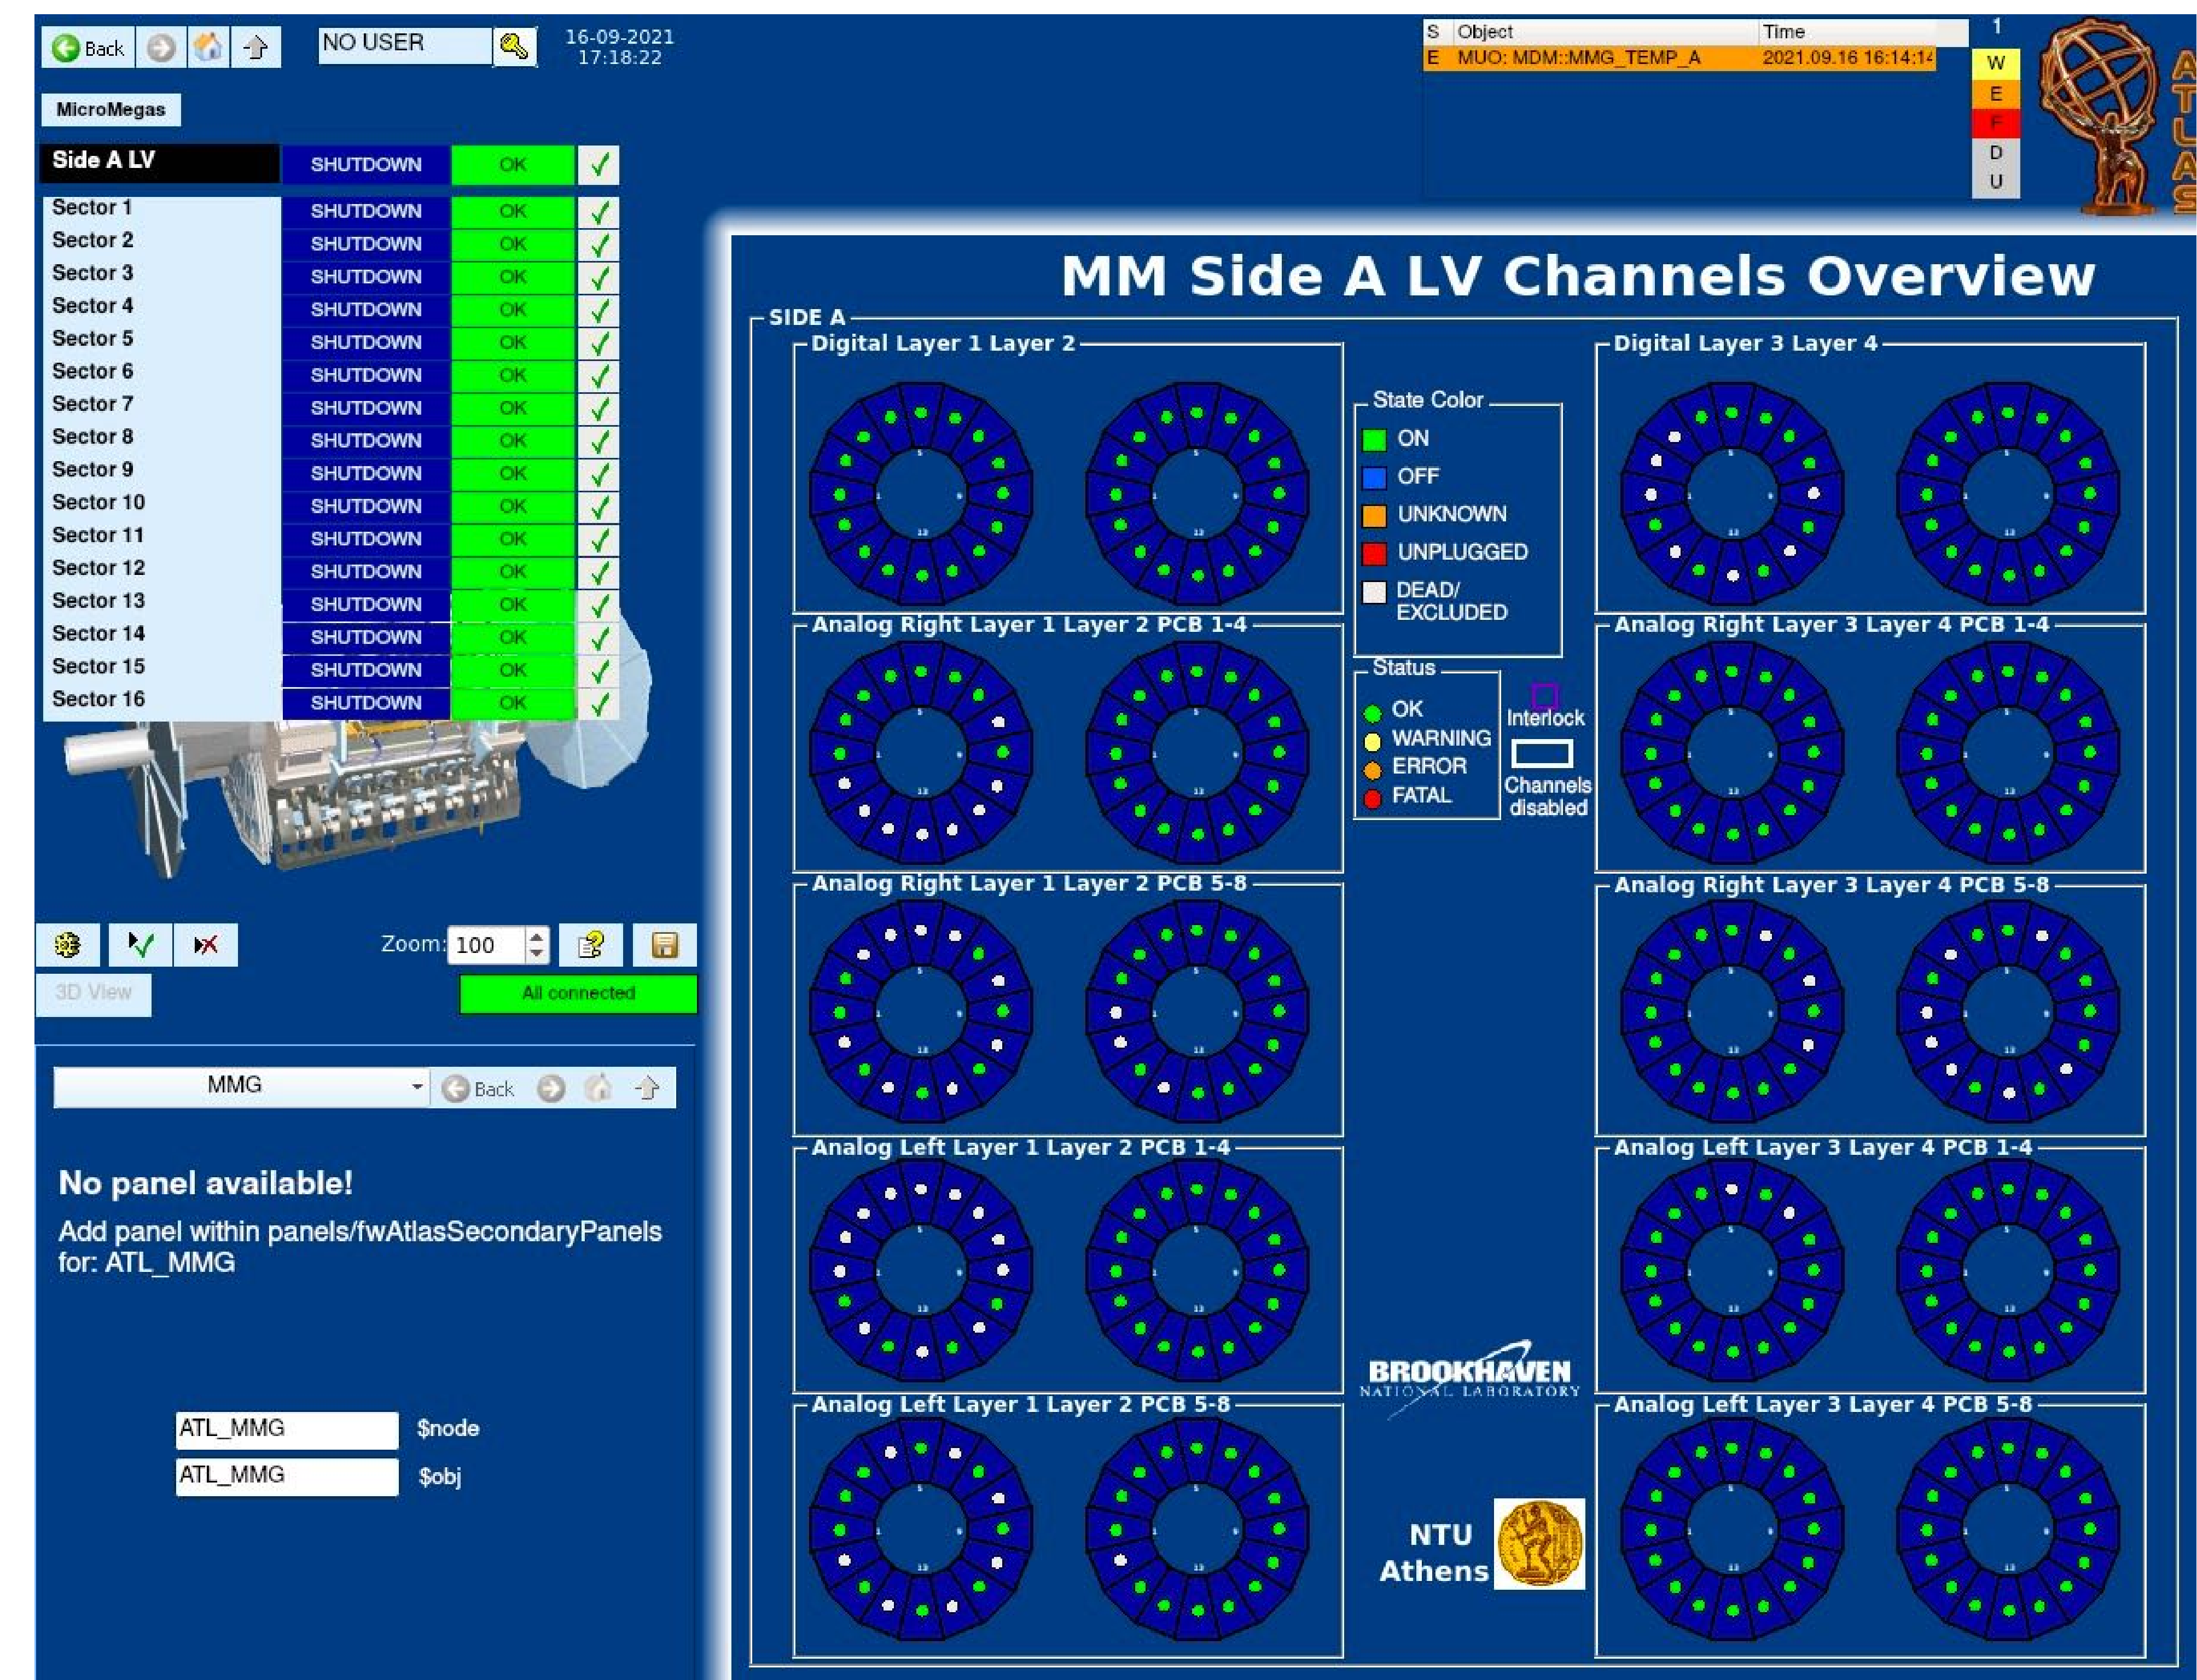 Back
NO USER
16-09-2021
17:18:22
S Object Time
E MUO: MDM::MMG_TEMP_A 2021.09.16 16:14:14
1
W
E
F
D
U
ATLAS
MicroMegas
Side A LV SHUTDOWN OK
Sector 1 SHUTDOWN OK
Sector 2 SHUTDOWN OK
Sector 3 SHUTDOWN OK
Sector 4 SHUTDOWN OK
Sector 5 SHUTDOWN OK
Sector 6 SHUTDOWN OK
Sector 7 SHUTDOWN OK
Sector 8 SHUTDOWN OK
Sector 9 SHUTDOWN OK
Sector 10 SHUTDOWN OK
Sector 11 SHUTDOWN OK
Sector 12 SHUTDOWN OK
Sector 13 SHUTDOWN OK
Sector 14 SHUTDOWN OK
Sector 15 SHUTDOWN OK
Sector 16 SHUTDOWN OK
Zoom: 100
3D View
All connected
MMG
Back
No panel available!
Add panel within panels/fwAtlasSecondaryPanels
for: ATL_MMG
ATL_MMG $node
ATL_MMG $obj
MM Side A LV Channels Overview
SIDE A
Digital Layer 1 Layer 2
Digital Layer 3 Layer 4
State Color
ON
OFF
UNKNOWN
UNPLUGGED
DEAD/
EXCLUDED
Analog Right Layer 1 Layer 2 PCB 1-4
Analog Right Layer 3 Layer 4 PCB 1-4
Status
OK
WARNING
ERROR
FATAL
Interlock
Channels
disabled
Analog Right Layer 1 Layer 2 PCB 5-8
Analog Right Layer 3 Layer 4 PCB 5-8
Analog Left Layer 1 Layer 2 PCB 1-4
Analog Left Layer 3 Layer 4 PCB 1-4
BROOKHAVEN
NATIONAL LABORATORY
Analog Left Layer 1 Layer 2 PCB 5-8
Analog Left Layer 3 Layer 4 PCB 5-8
NTU
Athens